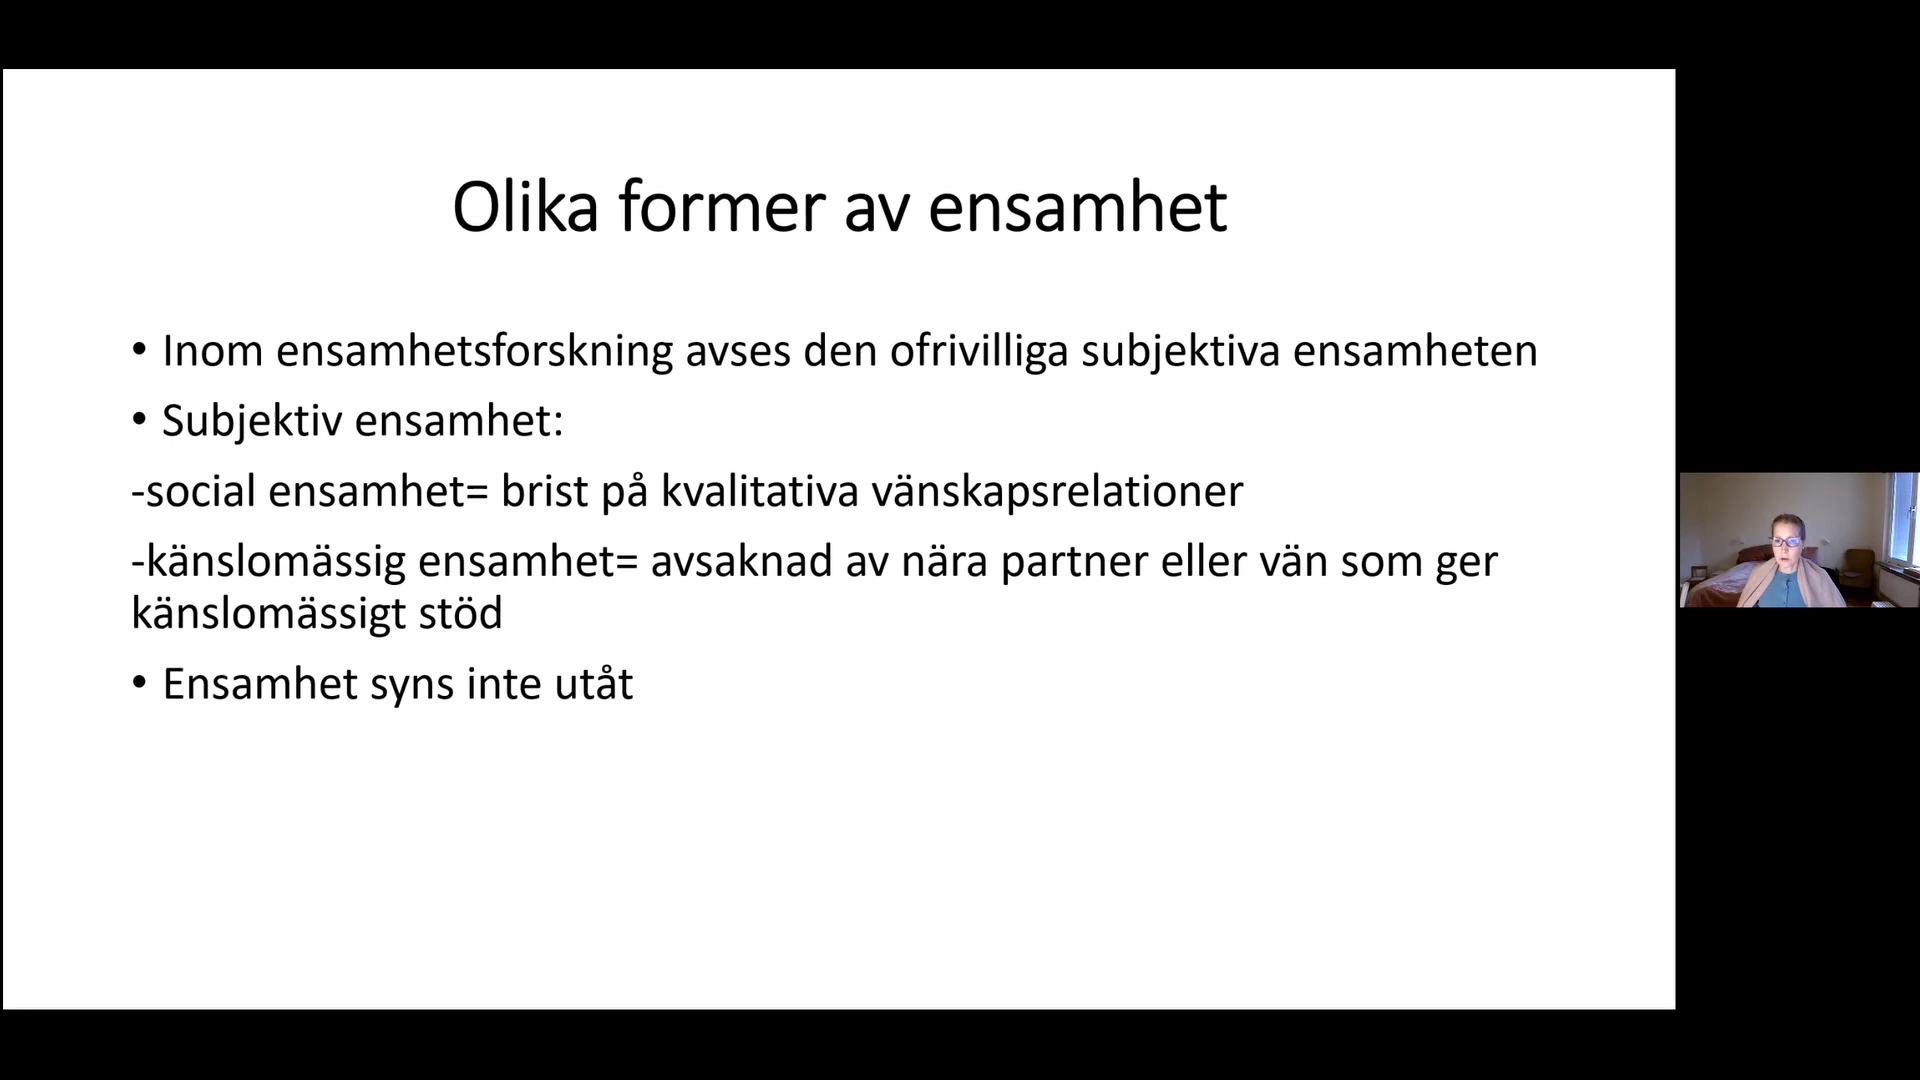 Olika former av ensamhet
• Inom ensamhetsforskning avses den ofrivilliga subjektiva ensamheten
• Subjektiv ensamhet:
-social ensamhet= brist på kvalitativa vänskapsrelationer
-känslomässig ensamhet= avsaknad av nära partner eller vän som ger
känslomässigt stöd
• Ensamhet syns inte utåt